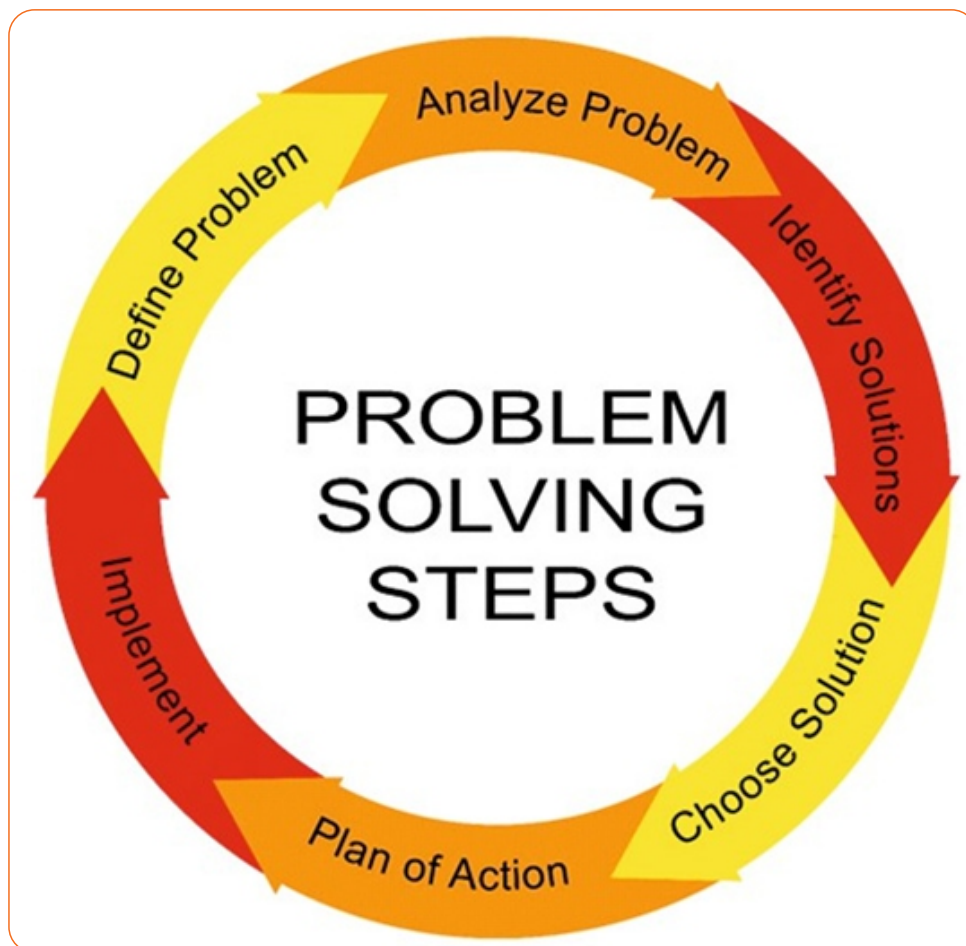 PROBLEM
SOLVING
STEPS
Define Problem
Analyze Problem
Identify Solutions
Choose Solution
Plan of Action
Implement